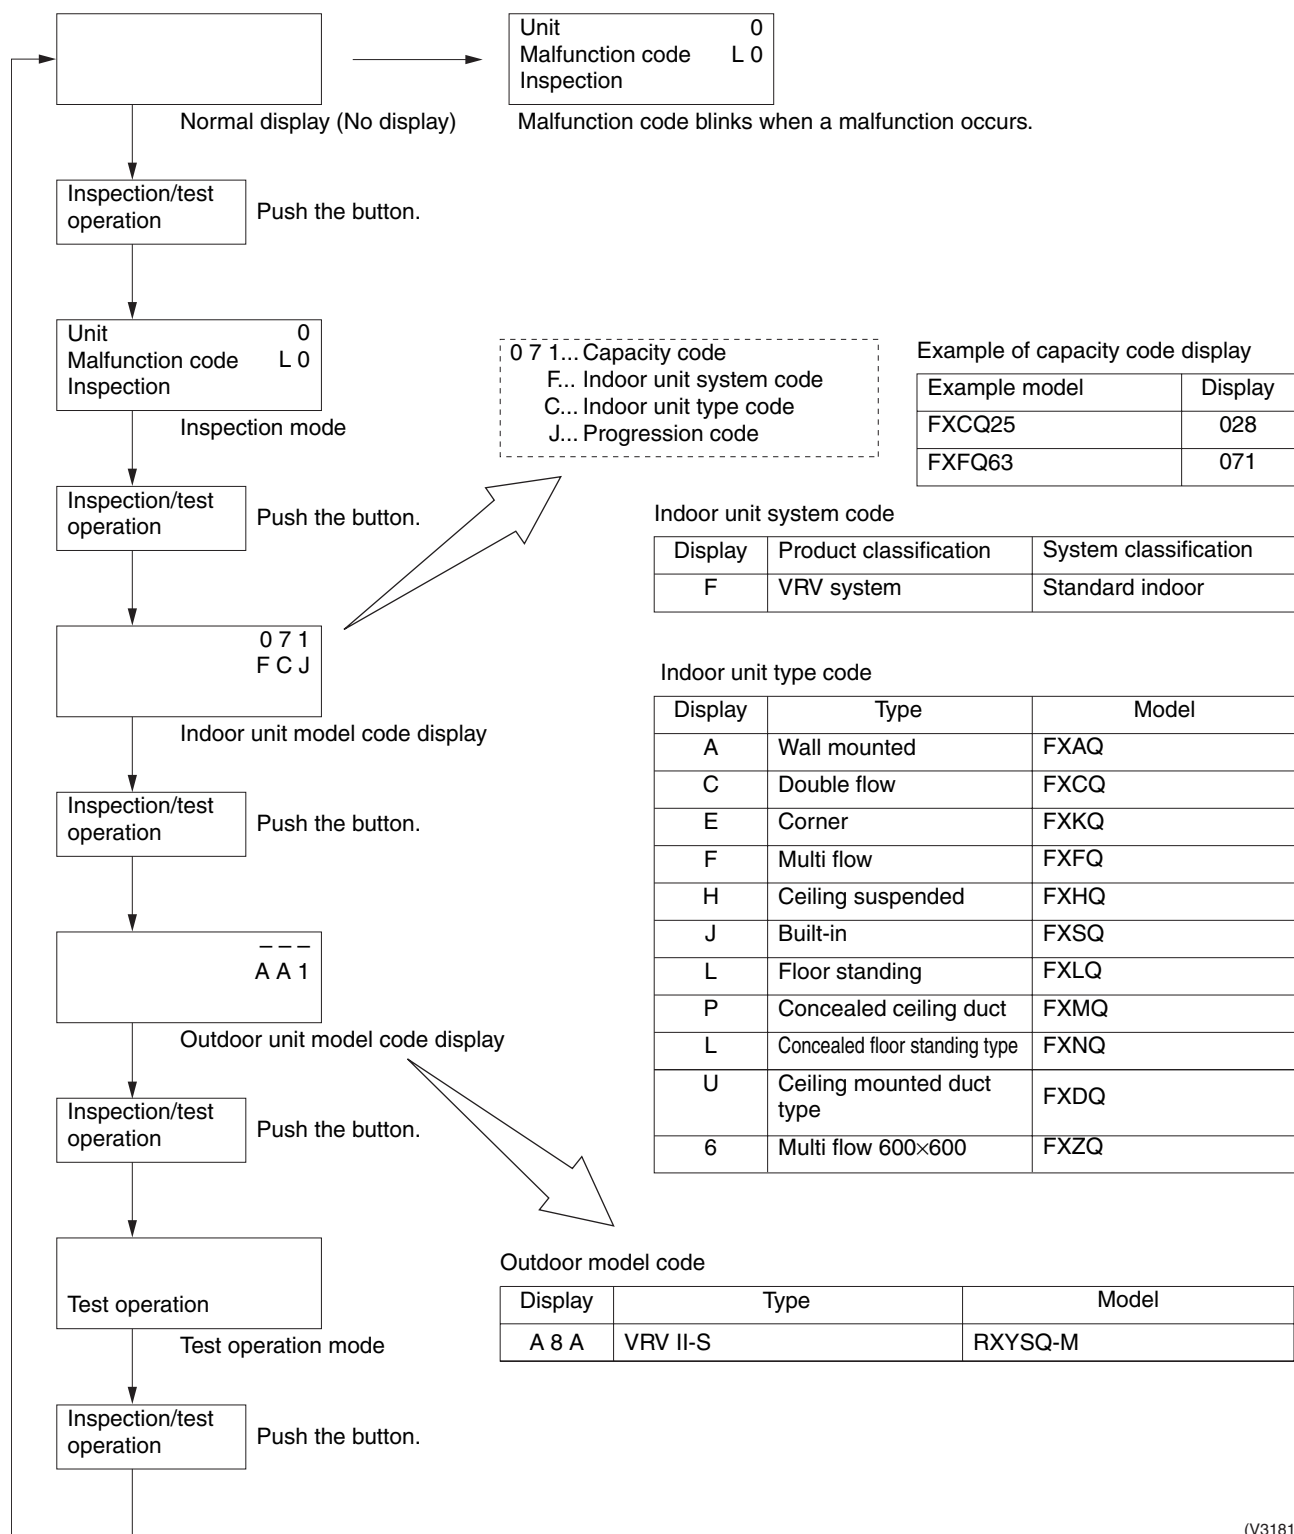 Unit 0
Malfunction code L 0
Inspection
Normal display (No display)
Malfunction code blinks when a malfunction occurs.
Inspection/test
operation
Push the button.
Unit 0
Malfunction code L 0
Inspection
Inspection mode
Inspection/test
operation
Push the button.
0 7 1... Capacity code
F... Indoor unit system code
C... Indoor unit type code
J... Progression code
Example of capacity code display
Example model Display
FXCQ25 028
FXFQ63 071
Indoor unit system code
Display Product classification System classification
F VRV system Standard indoor
0 7 1
F C J
Indoor unit model code display
Indoor unit type code
Display Type Model
A Wall mounted FXAQ
C Double flow FXCQ
E Corner FXKQ
F Multi flow FXFQ
H Ceiling suspended FXHQ
J Built-in FXSQ
L Floor standing FXLQ
P Concealed ceiling duct FXMQ
L Concealed floor standing type FXNQ
U Ceiling mounted duct
type FXDQ
6 Multi flow 600×600 FXZQ
Inspection/test
operation
Push the button.
– – –
A A 1
Outdoor unit model code display
Inspection/test
operation
Push the button.
Test operation
Test operation mode
Outdoor model code
Display Type Model
A 8 A VRV II-S RXYSQ-M
Inspection/test
operation
Push the button.
(V3181